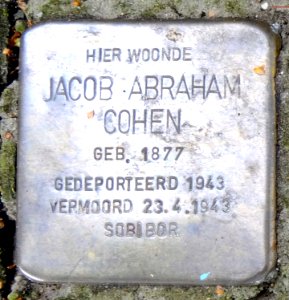 HIER WOONDE
JACOB ABRAHAM
COHEN
GEB. 1877
GEDEPORTEERD 1943
VERMOORD 23.4.1943
SOBIBOR